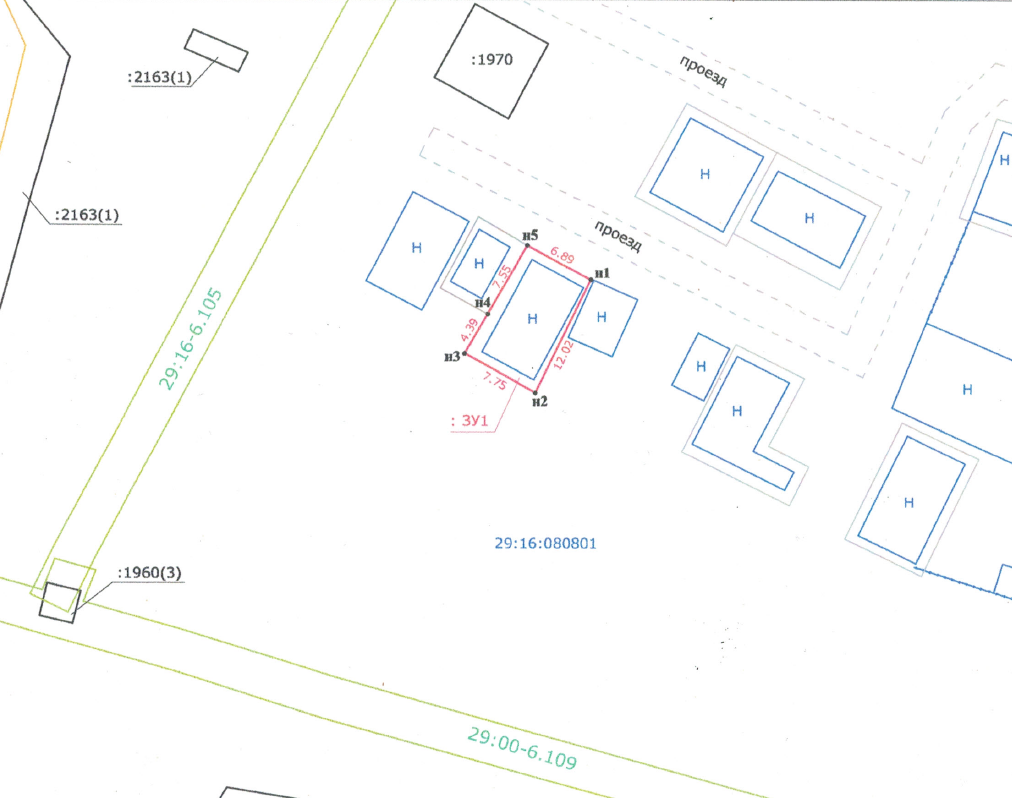 :1970
проезд
:2163(1)
Н
Н
Н
:2163(1)
проезд
н5
6.89
н1
Н
Н
7.55
н4
Н
Н
4.39
12.02
н3
7.75
н2
: ЗУ1
29:16-6.105
Н
Н
Н
Н
29:16:080801
:1960(3)
29:00-6.109